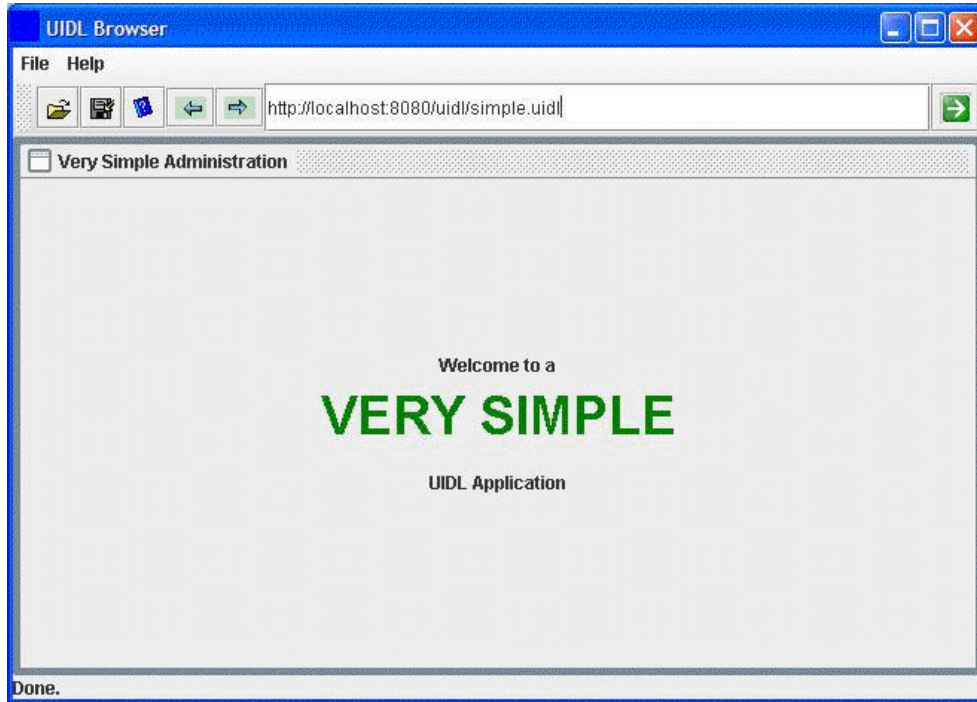 UIDL Browser
File Help
http://localhost:8080/uidl/simple.uidl
Very Simple Administration
Welcome to a
VERY SIMPLE
UIDL Application
Done.